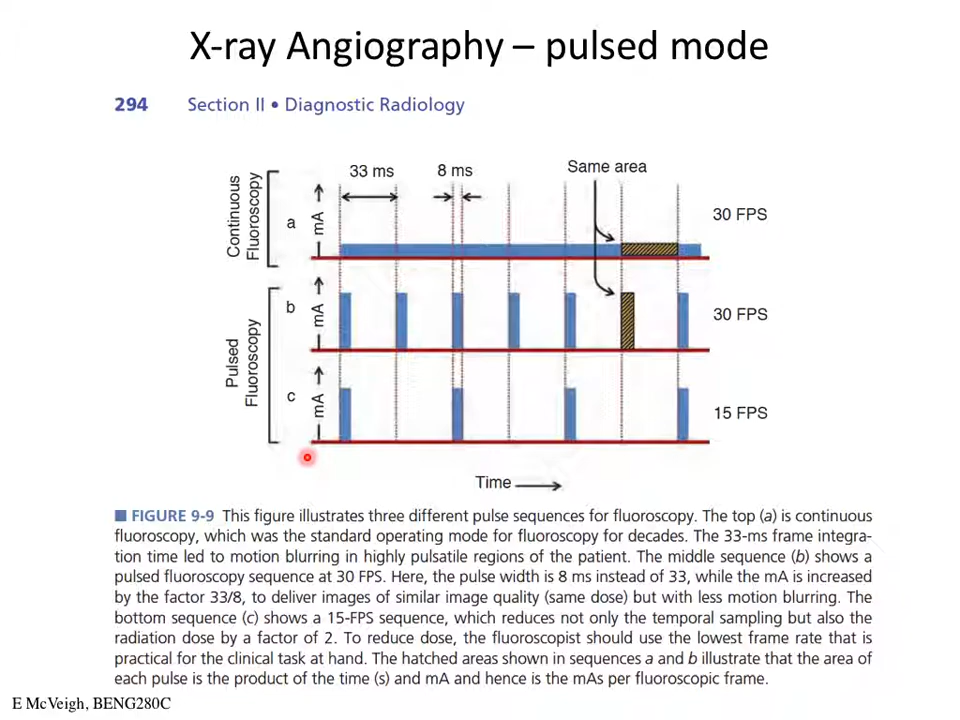 X-ray Angiography – pulsed mode
294 Section II • Diagnostic Radiology
Continuous
Fluoroscopy
a
mA
33 ms
8 ms
Same area
30 FPS
Pulsed
Fluoroscopy
b
mA
30 FPS
c
mA
15 FPS
Time
FIGURE 9-9 This figure illustrates three different pulse sequences for fluoroscopy. The top (a) is continuous
fluoroscopy, which was the standard operating mode for fluoroscopy for decades. The 33-ms frame integra-
tion time led to motion blurring in highly pulsatile regions of the patient. The middle sequence (b) shows a
pulsed fluoroscopy sequence at 30 FPS. Here, the pulse width is 8 ms instead of 33, while the mA is increased
by the factor 33/8, to deliver images of similar image quality (same dose) but with less motion blurring. The
bottom sequence (c) shows a 15-FPS sequence, which reduces not only the temporal sampling but also the
radiation dose by a factor of 2. To reduce dose, the fluoroscopist should use the lowest frame rate that is
practical for the clinical task at hand. The hatched areas shown in sequences a and b illustrate that the area of
each pulse is the product of the time (s) and mA and hence is the mAs per fluoroscopic frame.
E McVeigh, BENG280C